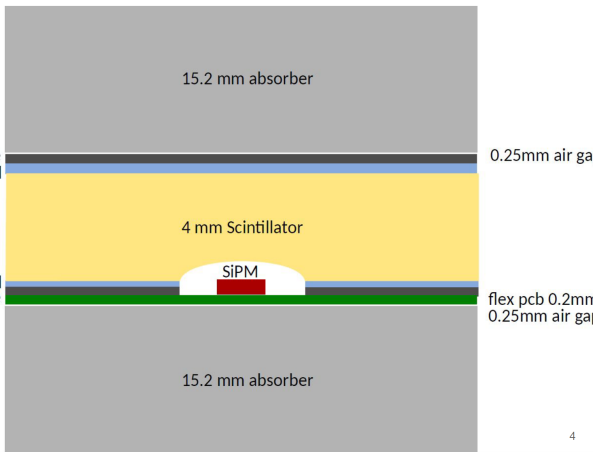 15.2 mm absorber
0.25mm air ga
4 mm Scintillator
SiPM
flex pcb 0.2mm
0.25mm air gap
15.2 mm absorber
4